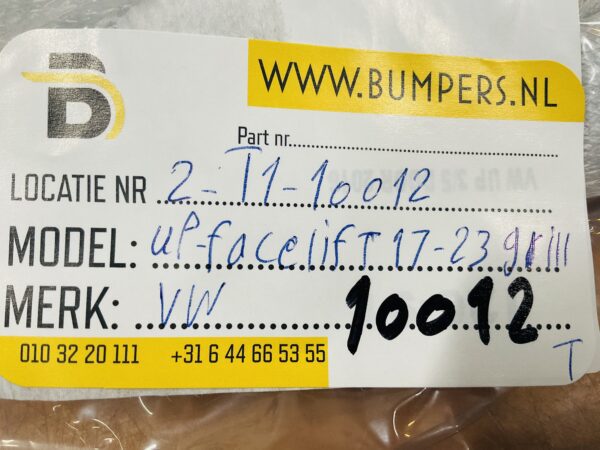 B
WWW.BUMPERS.NL
Part nr.
LOCATIE NR 2-T1-10012
MODEL: UP-facelift 17-23 grill
MERK: VW 10012
010 32 20 111 +31 6 44 66 53 55
T